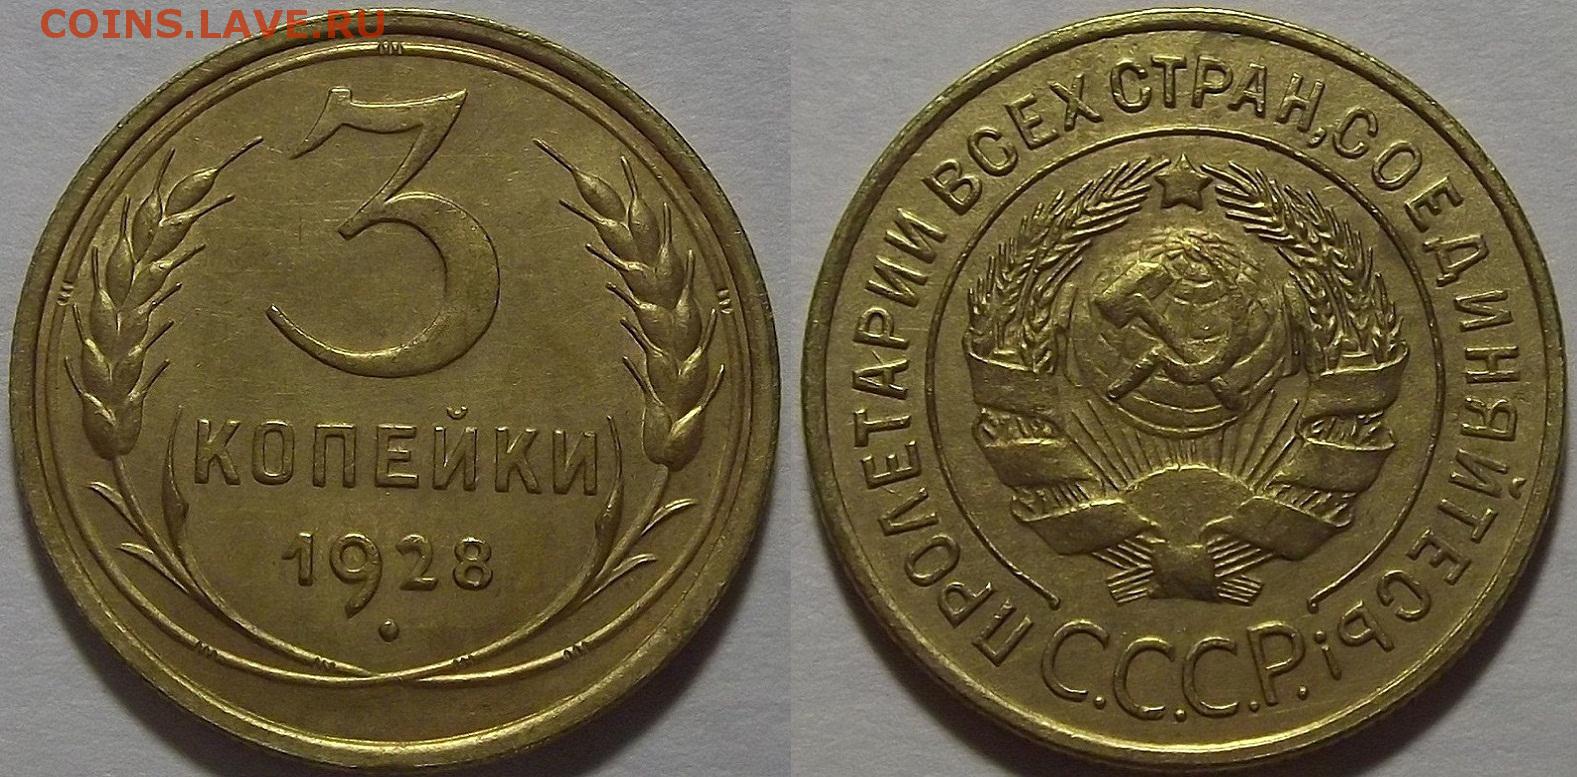 COINS.LAVE.RU
3
КОПЕЙКИ
1928
ПРОЛЕТАРИИ ВСЕХ СТРАН, СОЕДИНЯЙТЕСЬ!
С.С.С.Р.